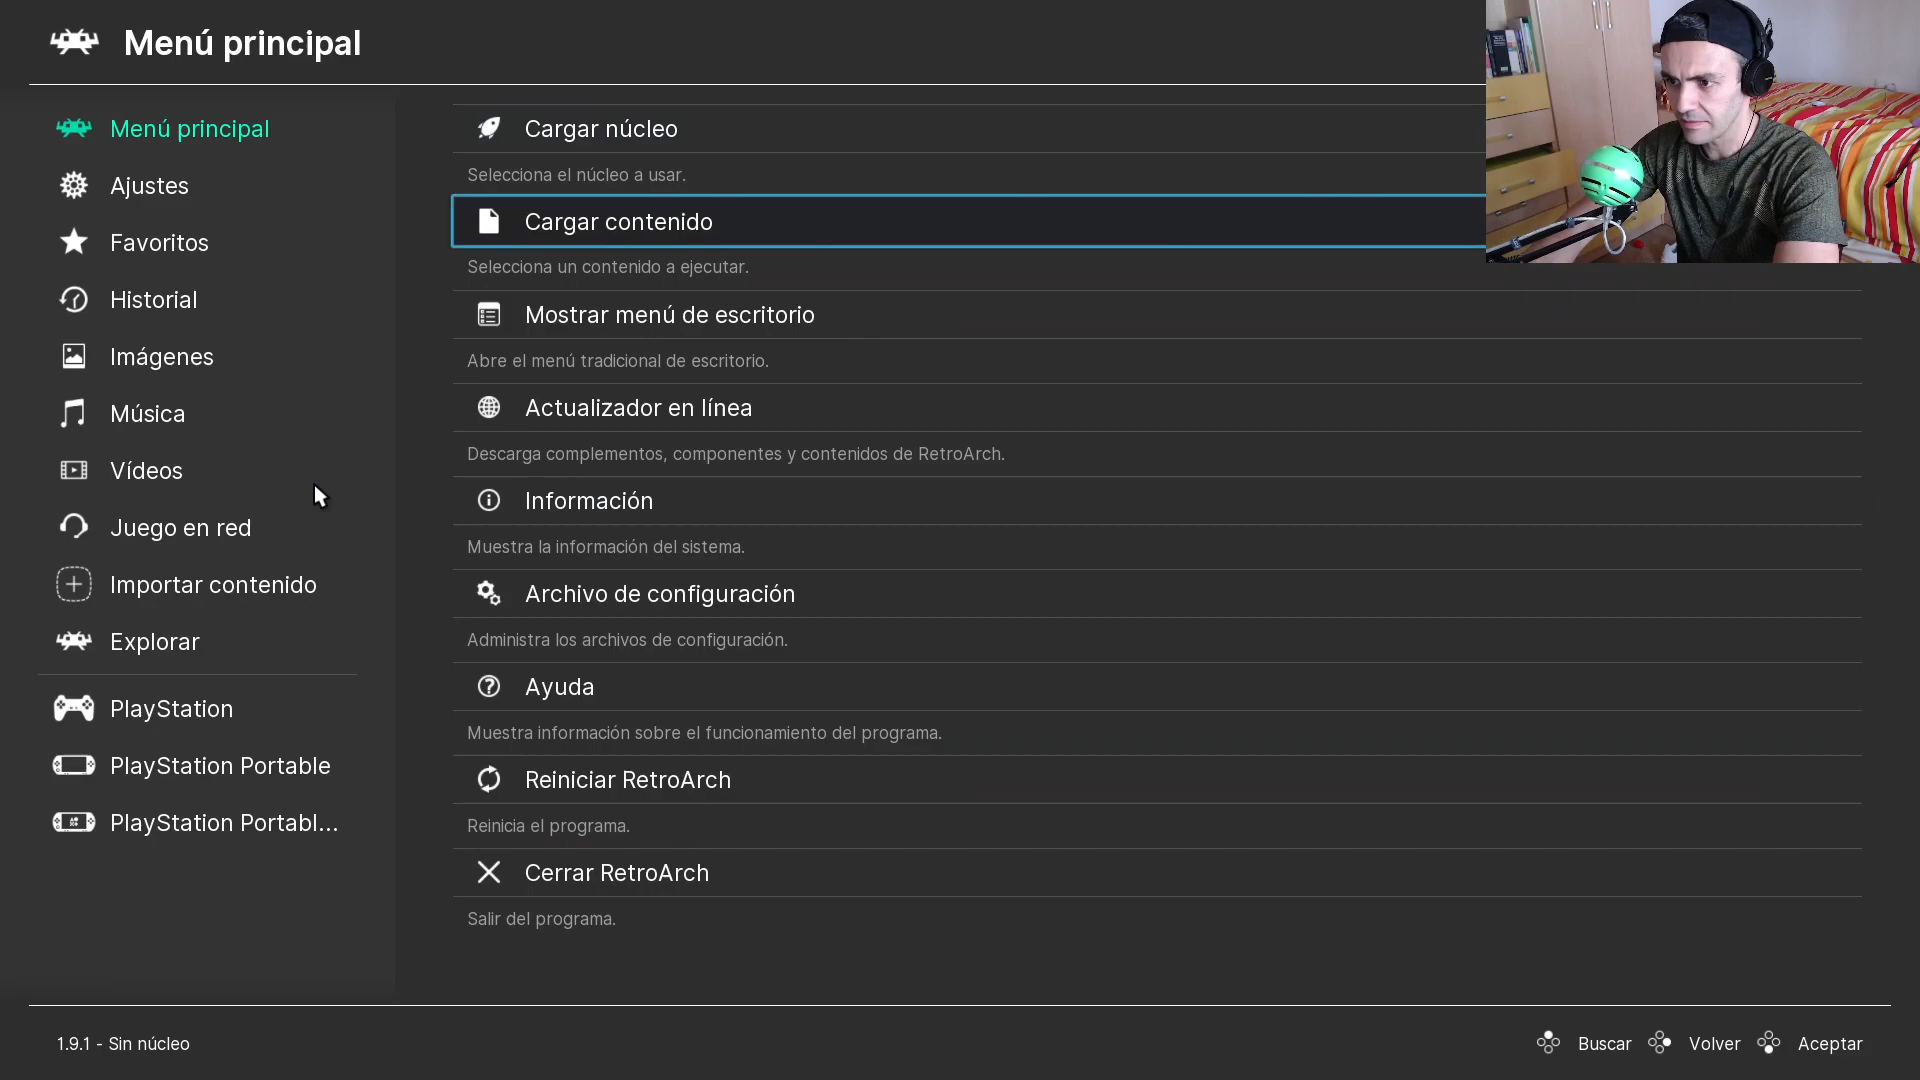 Menú principal
Menú principal
Ajustes
Favoritos
Historial
Imágenes
Música
Vídeos
Juego en red
Importar contenido
Explorar
PlayStation
PlayStation Portable
PlayStation Portabl...
Cargar núcleo
Selecciona el núcleo a usar.
Cargar contenido
Selecciona un contenido a ejecutar.
Mostrar menú de escritorio
Abre el menú tradicional de escritorio.
Actualizador en línea
Descarga complementos, componentes y contenidos de RetroArch.
Información
Muestra la información del sistema.
Archivo de configuración
Administra los archivos de configuración.
Ayuda
Muestra información sobre el funcionamiento del programa.
Reiniciar RetroArch
Reinicia el programa.
Cerrar RetroArch
Salir del programa.
1.9.1 - Sin núcleo
Buscar
Volver
Aceptar